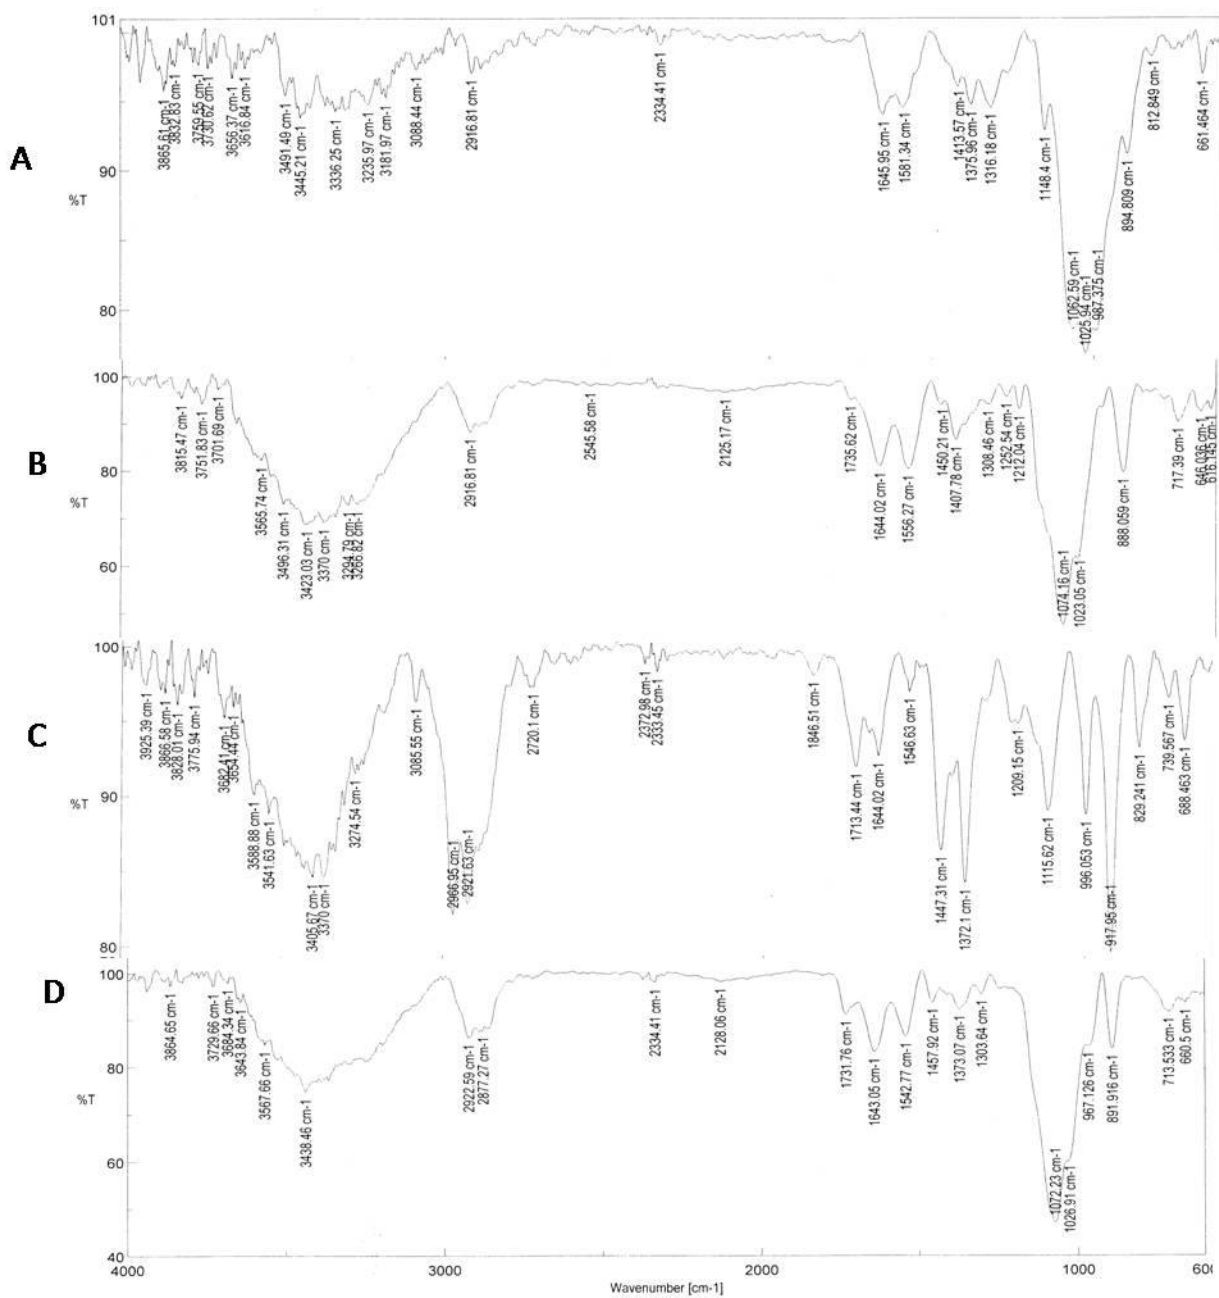 101
3865.61 cm-1
3832.83 cm-1
3759.55 cm-1
3730.62 cm-1
3656.37 cm-1
3616.84 cm-1
3491.49 cm-1
3445.21 cm-1
3336.25 cm-1
3235.97 cm-1
3181.97 cm-1
3088.44 cm-1
2916.81 cm-1
2334.41 cm-1
1645.95 cm-1
1581.34 cm-1
1413.57 cm-1
1375.96 cm-1
1316.18 cm-1
1148.4 cm-1
1062.59 cm-1
1025.94 cm-1
987.375 cm-1
894.809 cm-1
812.849 cm-1
661.464 cm-1
A
90
%T
80
100
3815.47 cm-1
3751.83 cm-1
3701.69 cm-1
3565.74 cm-1
3496.31 cm-1
3423.03 cm-1
3370 cm-1
3294.79 cm-1
3266.82 cm-1
2916.81 cm-1
2545.58 cm-1
2125.17 cm-1
1735.62 cm-1
1644.02 cm-1
1556.27 cm-1
1450.21 cm-1
1407.78 cm-1
1308.46 cm-1
1252.54 cm-1
1212.04 cm-1
1074.16 cm-1
1023.05 cm-1
888.059 cm-1
717.39 cm-1
646.036 cm-1
616.145 cm-1
B
80
%T
60
100
3925.39 cm-1
3866.58 cm-1
3828.01 cm-1
3775.94 cm-1
3682.41 cm-1
3654.44 cm-1
3588.88 cm-1
3541.63 cm-1
3405.67 cm-1
3370 cm-1
3274.54 cm-1
3085.55 cm-1
2966.95 cm-1
2921.63 cm-1
2720.1 cm-1
2372.98 cm-1
2333.45 cm-1
1846.51 cm-1
1713.44 cm-1
1644.02 cm-1
1546.63 cm-1
1447.31 cm-1
1372.1 cm-1
1209.15 cm-1
1115.62 cm-1
996.053 cm-1
917.95 cm-1
829.241 cm-1
739.567 cm-1
688.463 cm-1
C
90
%T
80
D
100
3864.65 cm-1
3729.66 cm-1
3684.34 cm-1
3643.84 cm-1
3567.66 cm-1
3438.46 cm-1
2922.59 cm-1
2877.27 cm-1
2334.41 cm-1
2128.06 cm-1
1731.76 cm-1
1643.05 cm-1
1542.77 cm-1
1457.92 cm-1
1373.07 cm-1
1303.64 cm-1
1072.23 cm-1
1026.91 cm-1
967.126 cm-1
891.916 cm-1
713.533 cm-1
660.5 cm-1
80
%T
60
40
4000 3000 2000 1000
Wavenumber [cm-1]